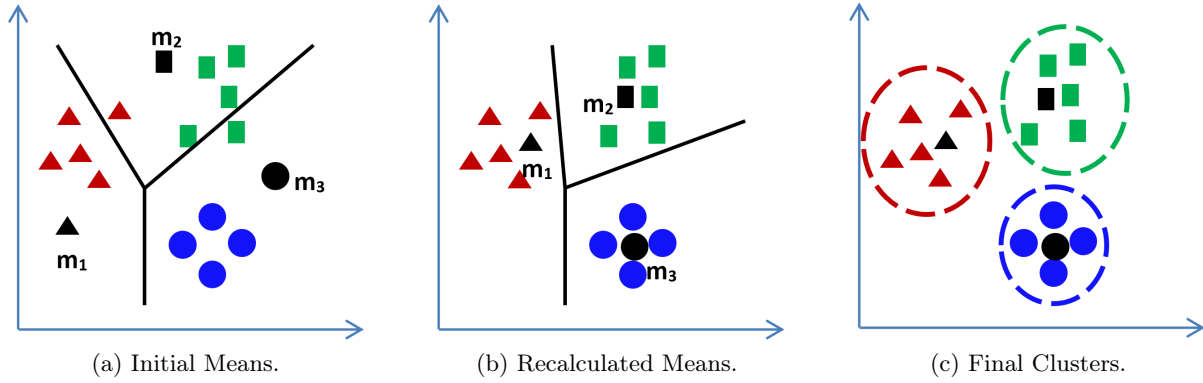 m2
m3
m1
(a) Initial Means.
m2
m1
m3
(b) Recalculated Means.
(c) Final Clusters.